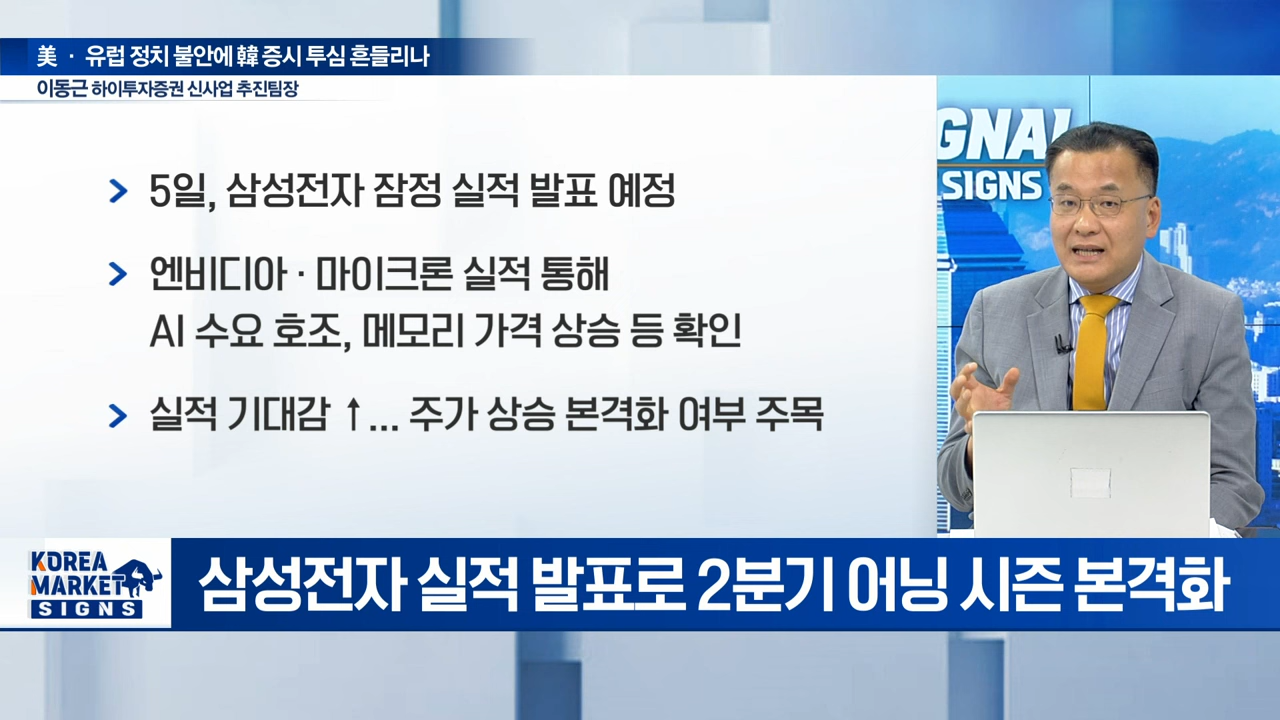 美 · 유럽 정치 불안에 韓 증시 투심 흔들리나
이동근 하이투자증권 신사업 추진팀장
5일, 삼성전자 잠정 실적 발표 예정
엔비디아 · 마이크론 실적 통해
AI 수요 호조, 메모리 가격 상승 등 확인
실적 기대감 ↑... 주가 상승 본격화 여부 주목
GNAL
SIGNS
KOREA
MARKET
SIGNS
삼성전자 실적 발표로 2분기 어닝 시즌 본격화